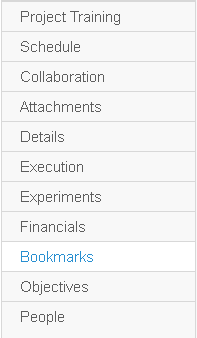 Project Training
Schedule
Collaboration
Attachments
Details
Execution
Experiments
Financials
Bookmarks
Objectives
People